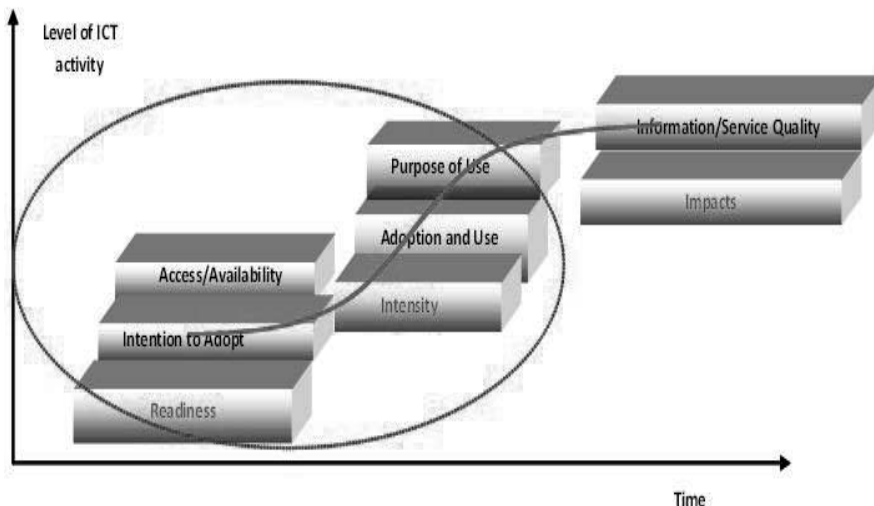 Level of ICT
activity
Information/Service Quality
Purpose of Use
Impacts
Adoption and Use
Access/Availability
Intensity
Intention to Adopt
Readiness
Time